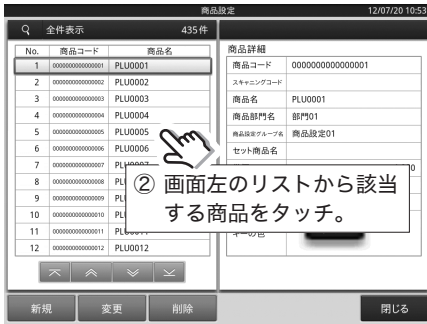 商品設定 12/07/20 10:53
全件表示 435件
No. 商品コード 商品名
1 0000000000000001 PLU0001
2 0000000000000002 PLU0002
3 0000000000000003 PLU0003
4 0000000000000004 PLU0004
5 0000000000000005 PLU0005
6 0000000000000006 PLU0006
7 0000000000000007
8 0000000000000008
9 0000000000000009
10 0000000000000010
11 0000000000000011
12 0000000000000012 PLU0012
商品詳細
商品コード 0000000000000001
スキャニングコード
商品名 PLU0001
商品部門名 部門01
商品設定グループ名 商品設定01
セット商品名
② 画面左のリストから該当
する商品をタッチ。
新規 変更 削除 閉じる